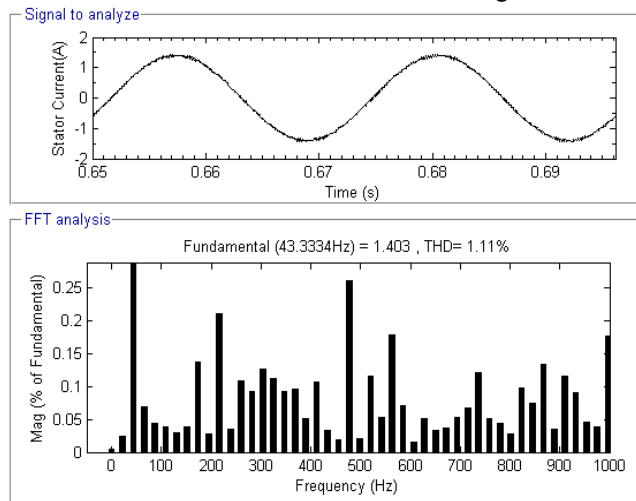 Signal to analyze
Stator Current(A)
2
1
0
-1
-2
0.65 0.66 0.67 0.68 0.69
Time (s)
FFT analysis
Fundamental (43.3334Hz) = 1.403 , THD= 1.11%
Mag (% of Fundamental)
0.25
0.2
0.15
0.1
0.05
0
0 100 200 300 400 500 600 700 800 900 1000
Frequency (Hz)